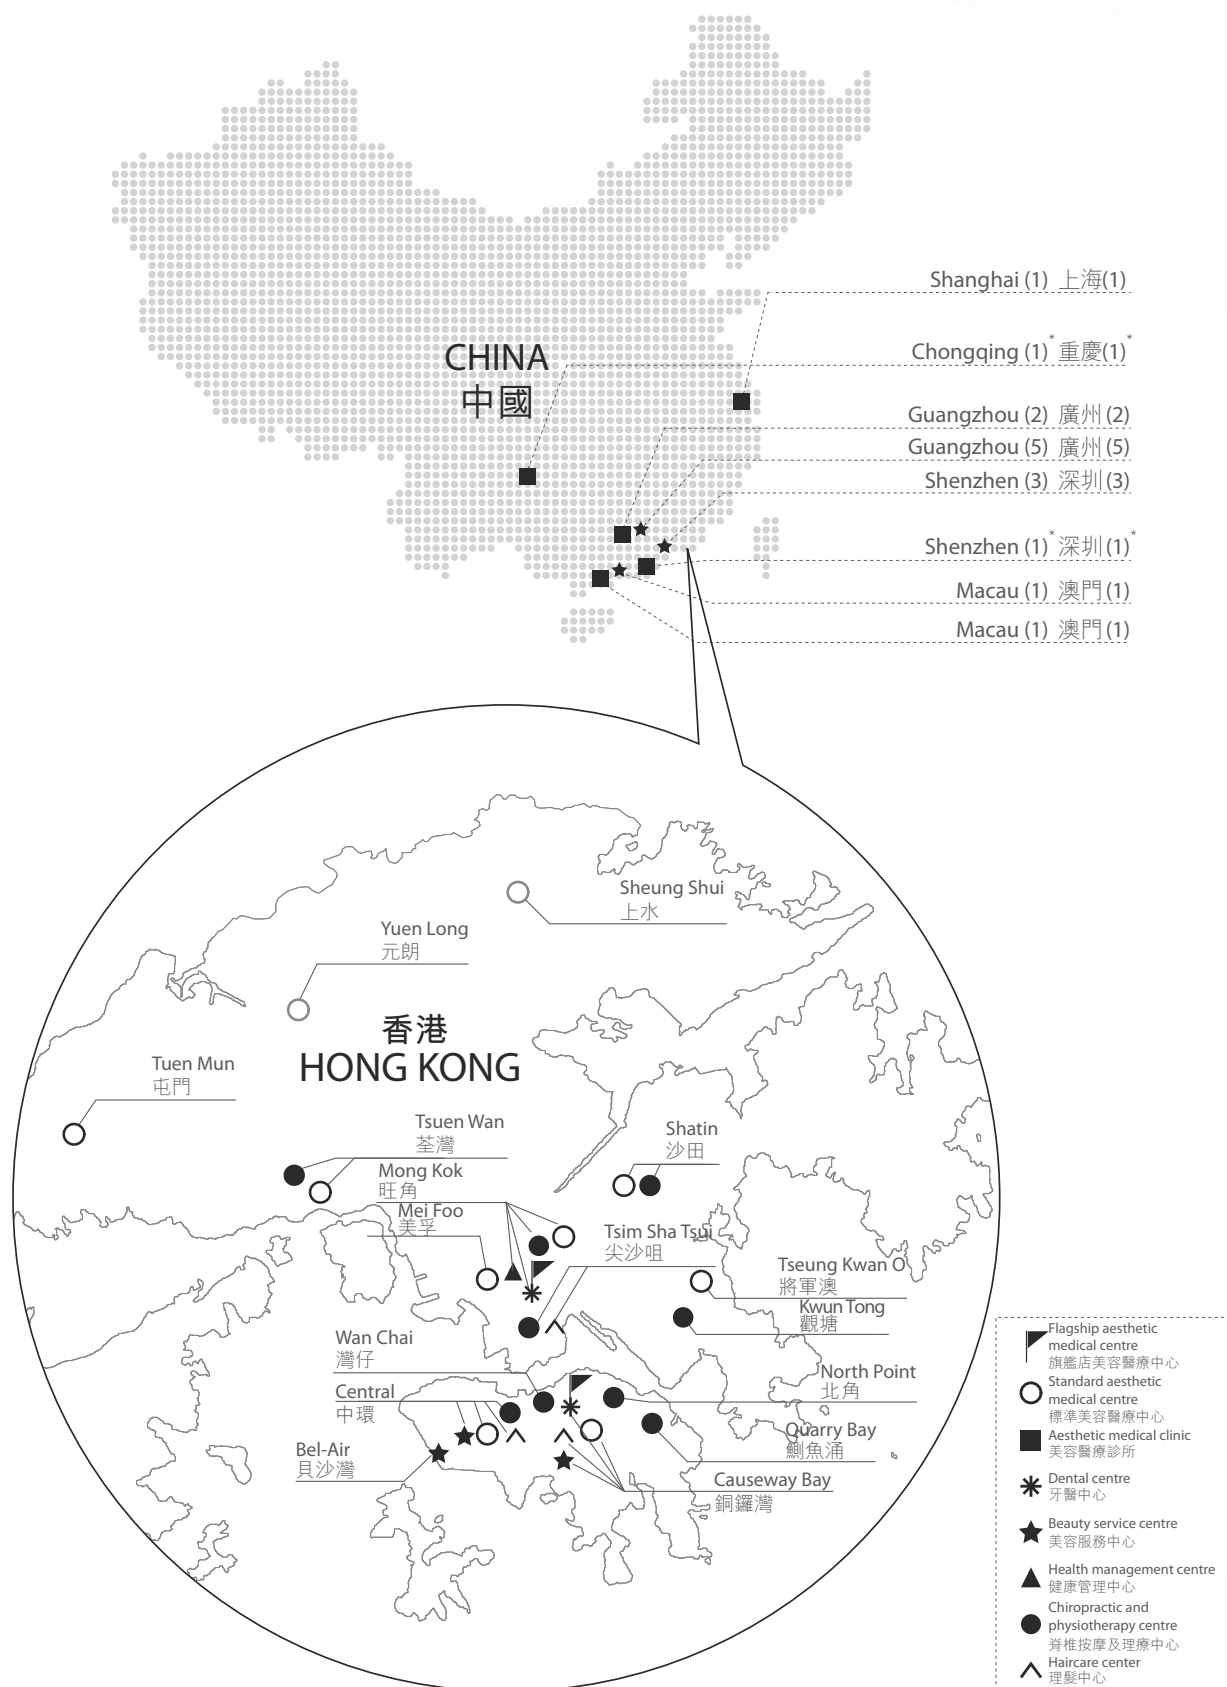 Shanghai (1) 上海(1)
Chongqing (1)* 重慶(1)*
CHINA
中國
Guangzhou (2) 廣州(2)
Guangzhou (5) 廣州(5)
Shenzhen (3) 深圳(3)
Shenzhen (1)* 深圳(1)*
Macau (1) 澳門(1)
Macau (1) 澳門(1)
Sheung Shui
上水
Yuen Long
元朗
香港
HONG KONG
Tuen Mun
屯門
Tsuen Wan
荃灣
Shatin
沙田
Mong Kok
旺角
Mei Foo
美孚
Tsim Sha Tsui
尖沙咀
Tseung Kwan O
將軍澳
Kwun Tong
觀塘
Wan Chai
灣仔
North Point
北角
Central
中環
Quarry Bay
鰂魚涌
Bel-Air
貝沙灣
Causeway Bay
銅鑼灣
Flagship aesthetic
medical centre
旗艦店美容醫療中心
Standard aesthetic
medical centre
標準美容醫療中心
Aesthetic medical clinic
美容醫療診所
Dental centre
牙醫中心
Beauty service centre
美容服務中心
Health management centre
健康管理中心
Chiropractic and
physiotherapy centre
脊椎按摩及理療中心
Haircare center
理髮中心